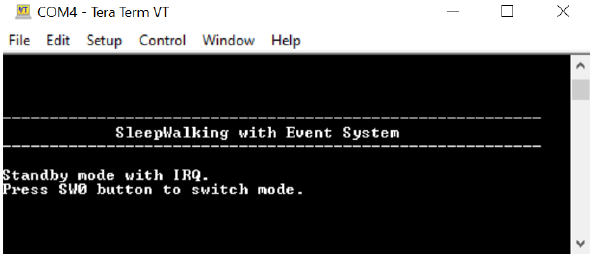 COM4 - Tera Term VT
File Edit Setup Control Window Help
SleepWalking with Event System
Standby mode with IRQ.
Press SW0 button to switch mode.